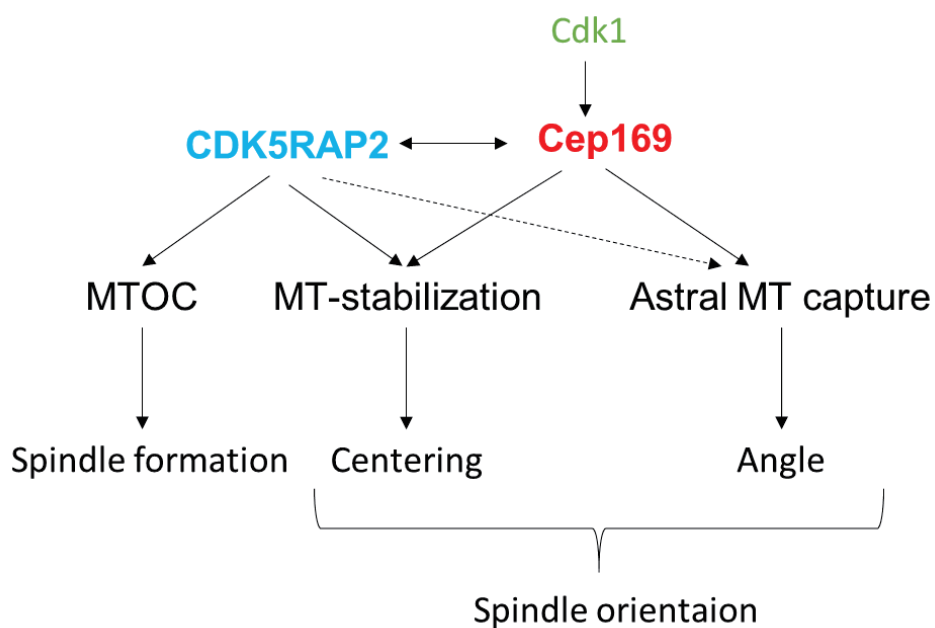 Cdk1
CDK5RAP2 Cep169
MTOC MT-stabilization Astral MT capture
Spindle formation Centering Angle
Spindle orientaion